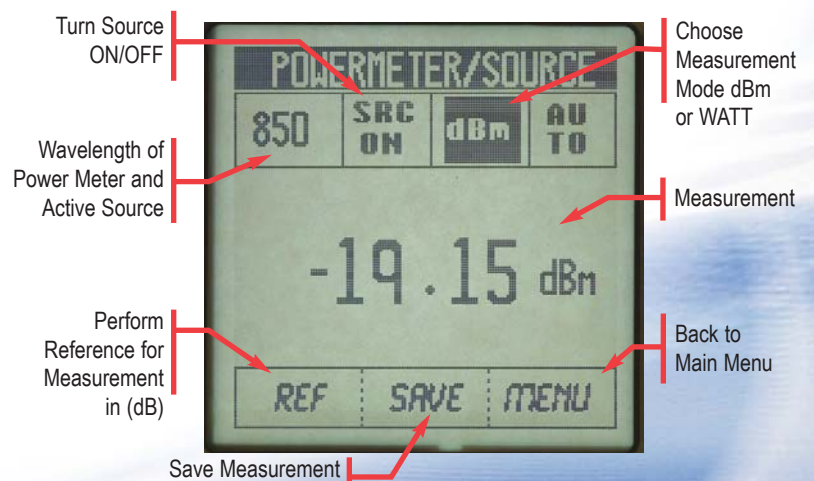 Turn Source
ON/OFF
Choose
Measurement
Mode dBm
or WATT
POWERMETER/SOURCE
850
SRC
ON
dBm
AU
TO
Wavelength of
Power Meter and
Active Source
Measurement
-19.15 dBm
Perform
Reference for
Measurement
in (dB)
Back to
Main Menu
REF
SAVE
MENU
Save Measurement